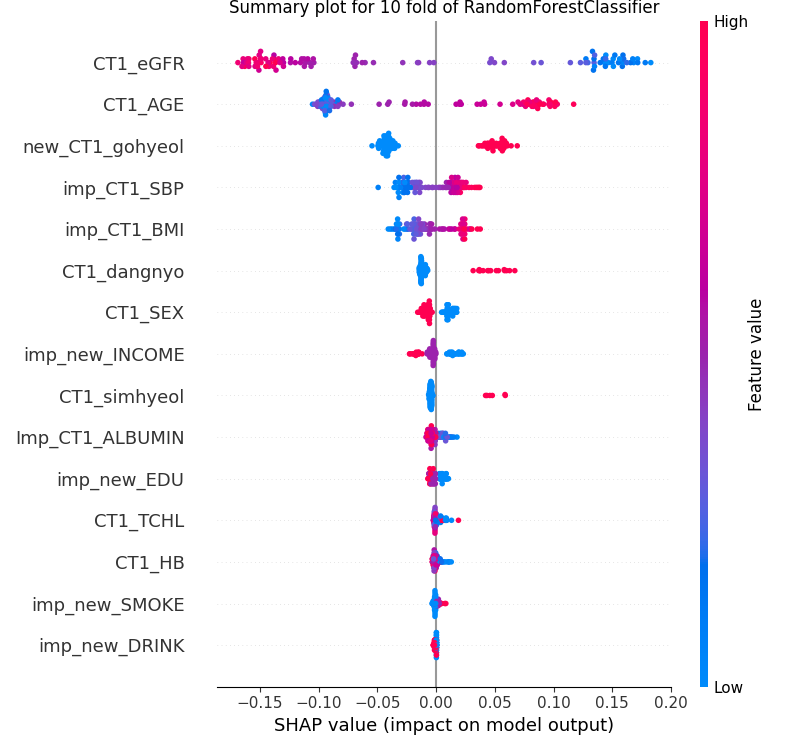 Summary plot for 10 fold of RandomForestClassifier
High
CT1_eGFR
CT1_AGE
new_CT1_gohyeol
imp_CT1_SBP
imp_CT1_BMI
CT1_dangnyo
CT1_SEX
imp_new_INCOME
CT1_simhyeol
Imp_CT1_ALBUMIN
imp_new_EDU
CT1_TCHL
CT1_HB
imp_new_SMOKE
imp_new_DRINK
Feature value
Low
−0.15 −0.10 −0.05 0.00 0.05 0.10 0.15 0.20
SHAP value (impact on model output)